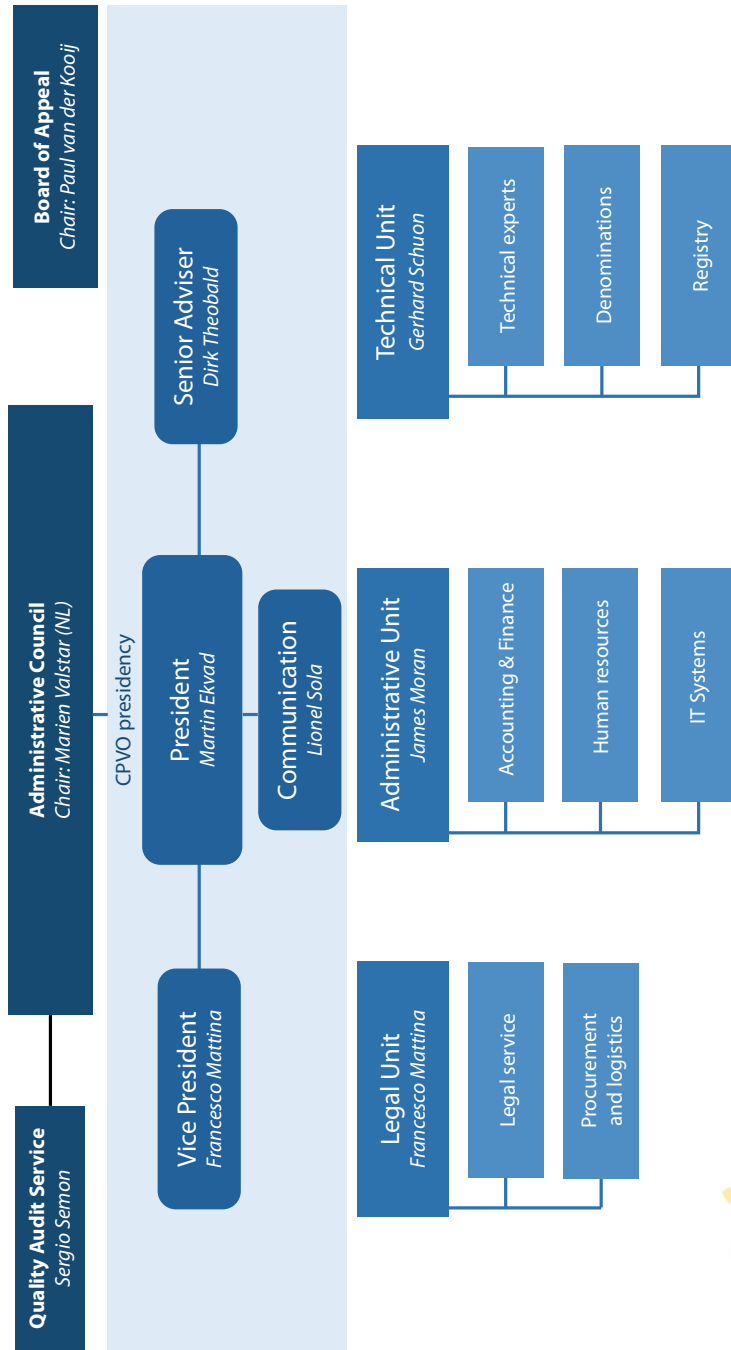 Quality Audit Service
Sergio Semon
Administrative Council
Chair: Marien Valstar (NL)
Board of Appeal
Chair: Paul van der Kooij
CPVO presidency
Vice President
Francesco Mattina
President
Martin Ekvad
Senior Adviser
Dirk Theobald
Communication
Lionel Sola
Legal Unit
Francesco Mattina
Legal service
Procurement
and logistics
Administrative Unit
James Moran
Accounting & Finance
Human resources
IT Systems
Technical Unit
Gerhard Schuon
Technical experts
Denominations
Registry